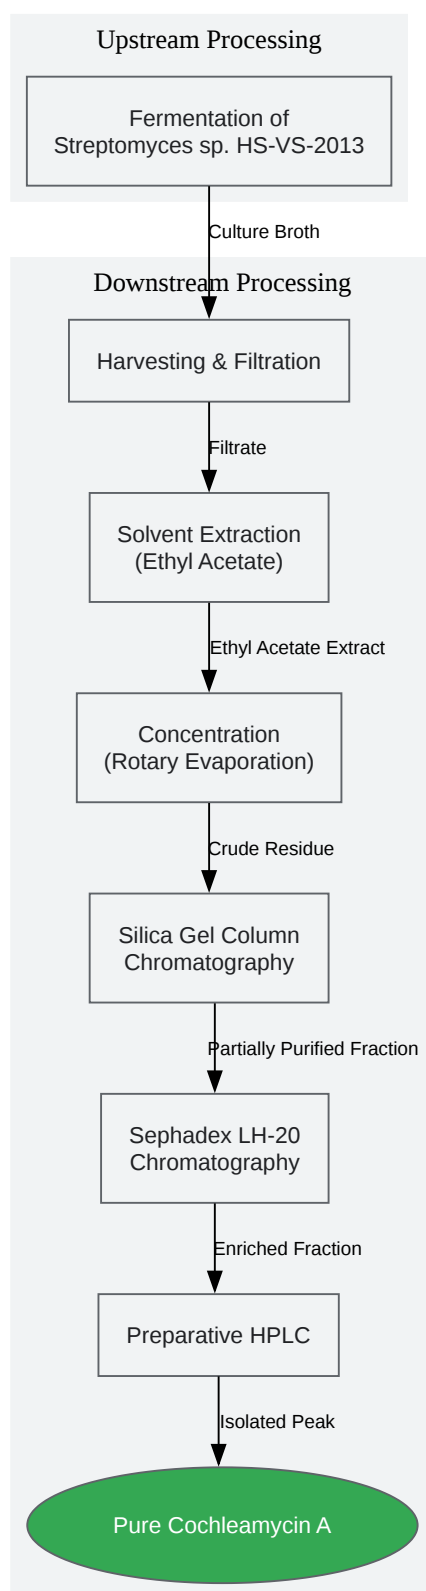 Upstream Processing
Fermentation of
Streptomyces sp. HS-VS-2013
Culture Broth
Downstream Processing
Harvesting & Filtration
Filtrate
Solvent Extraction
(Ethyl Acetate)
Ethyl Acetate Extract
Concentration
(Rotary Evaporation)
Crude Residue
Silica Gel Column
Chromatography
Partially Purified Fraction
Sephadex LH-20
Chromatography
Enriched Fraction
Preparative HPLC
Isolated Peak
Pure Cochleamycin A